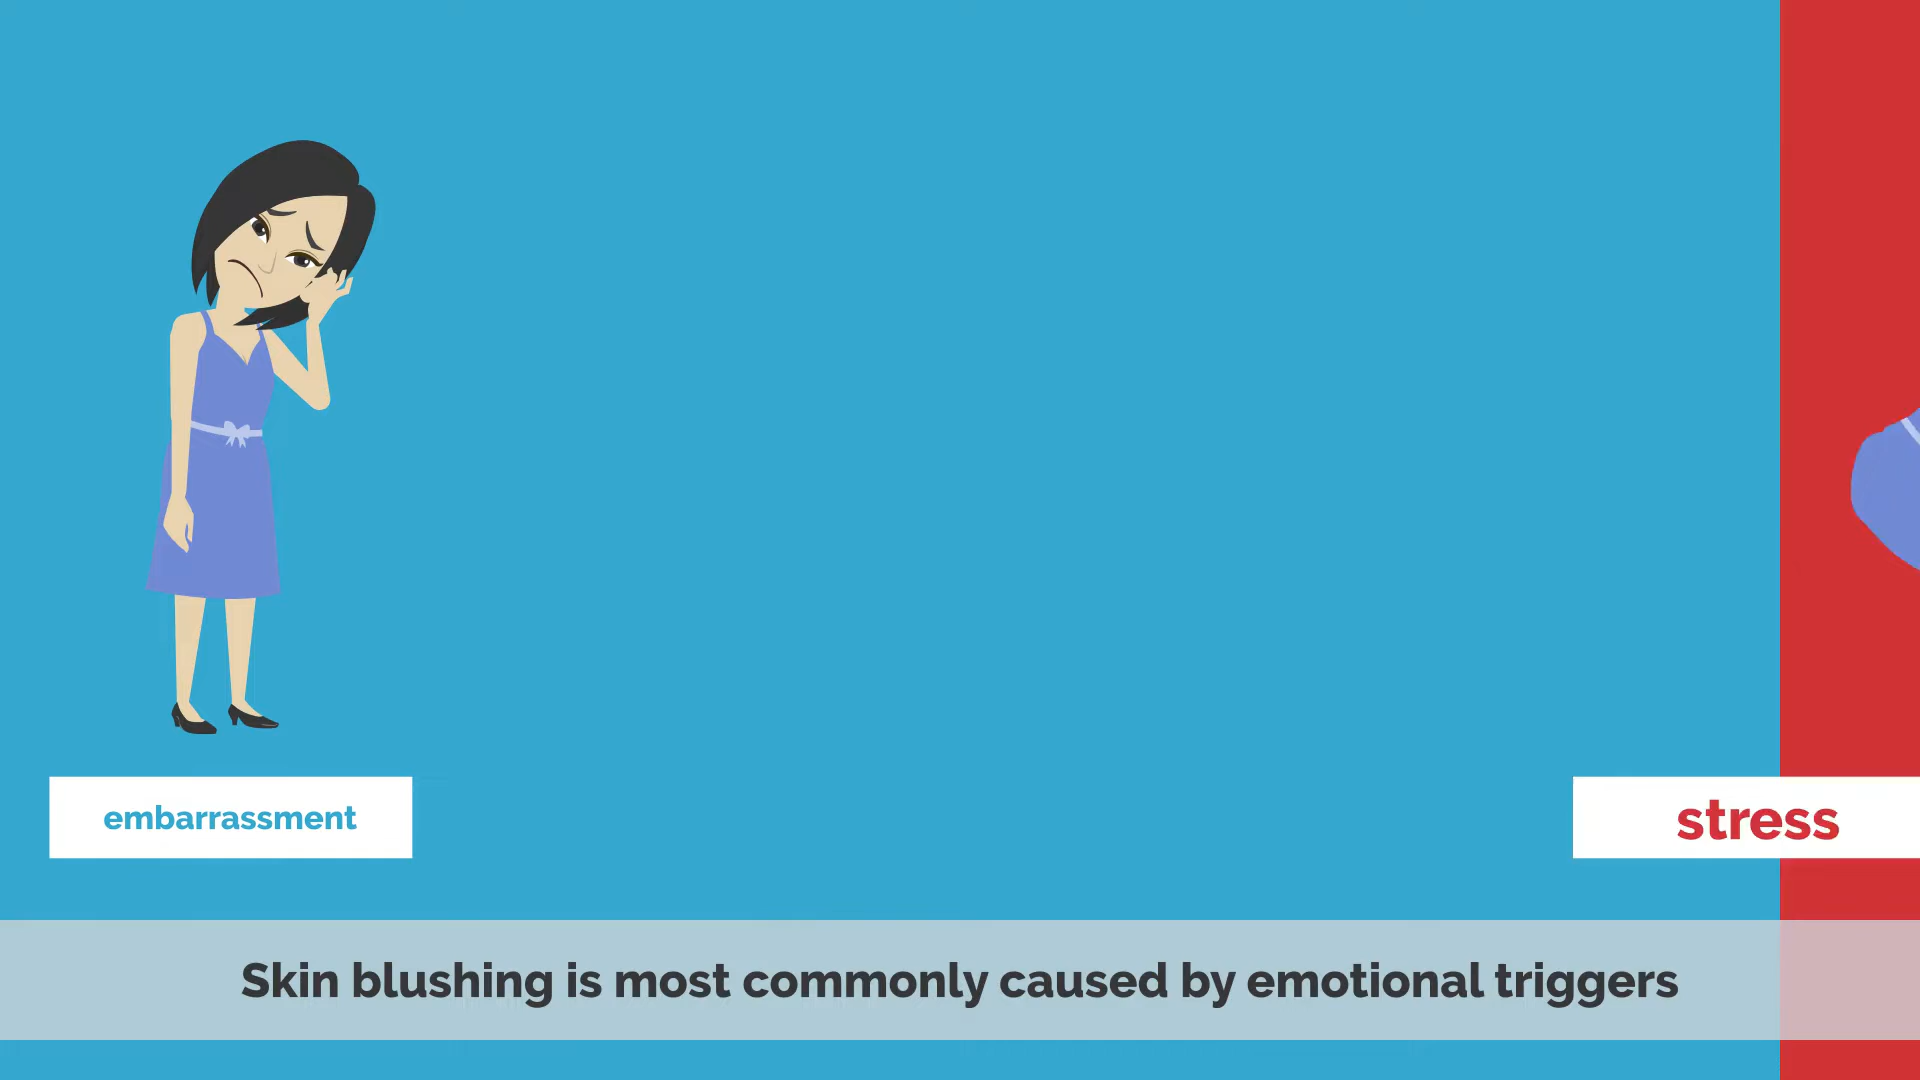 embarrassment
stress
Skin blushing is most commonly caused by emotional triggers